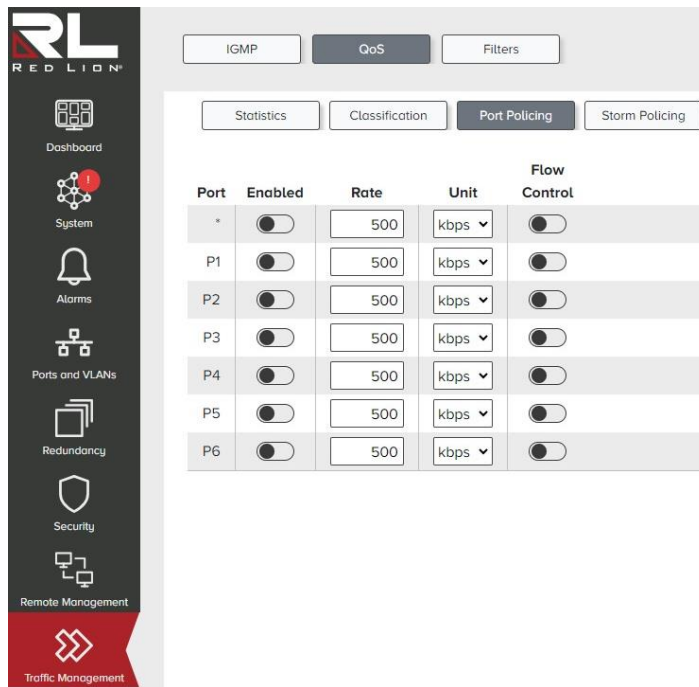 RL
RED LION®
IGMP QoS Filters
Statistics Classification Port Policing Storm Policing
Dashboard
!
System
Alarms
Ports and VLANs
Redundancy
Security
Remote Management
Traffic Management
Flow
Port Enabled Rate Unit Control
* 500 kbps
P1 500 kbps
P2 500 kbps
P3 500 kbps
P4 500 kbps
P5 500 kbps
P6 500 kbps